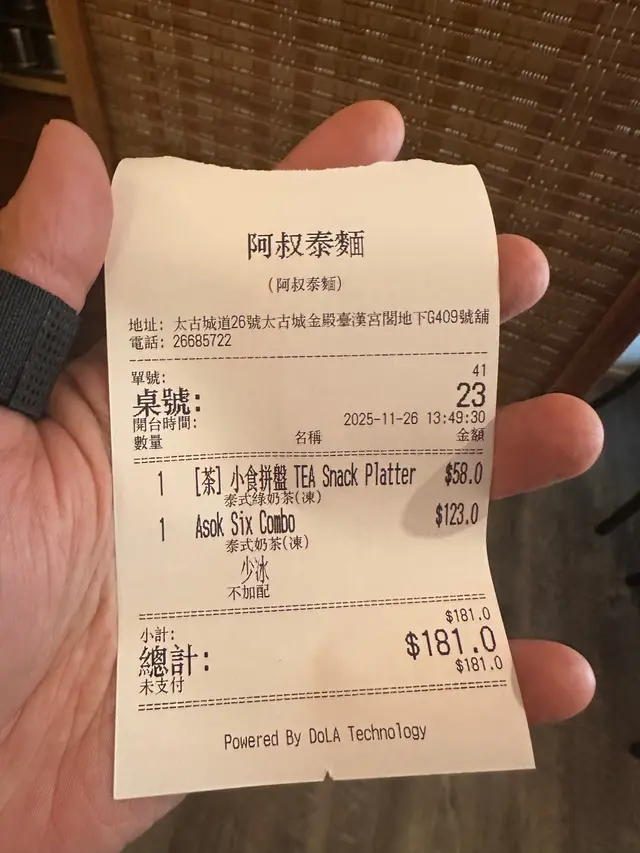 阿叔泰麵
(阿叔泰麵)
地址: 太古城道26號太古城金殿臺漢宮閣地下G409號舖
電話: 26685722
單號: 41
桌號: 23
開台時間: 2025-11-26 13:49:30
數量 名稱 金額
1 [茶] 小食拼盤 TEA Snack Platter $58.0
泰式綠奶茶(凍)
1 Asok Six Combo $123.0
泰式奶茶(凍)
少冰
不加配
小計: $181.0
總計: $181.0
未支付 $181.0
Powered By DoLA Technology